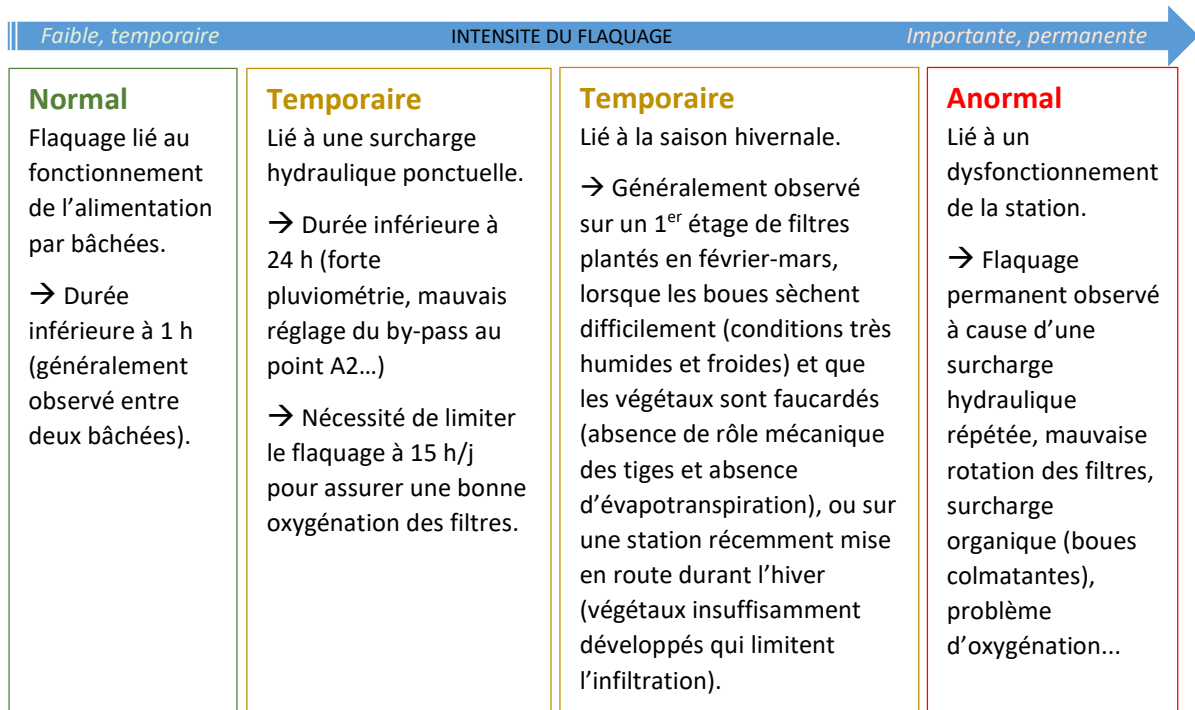 Faible, temporaire INTENSITE DU FLAQUAGE Importante, permanente
Normal
Flaquage lié au
fonctionnement
de l’alimentation
par bâchées.
→ Durée
inférieure à 1 h
(généralement
observé entre
deux bâchées).
Temporaire
Lié à une surcharge
hydraulique ponctuelle.
→ Durée inférieure à
24 h (forte
pluviométrie, mauvais
réglage du by-pass au
point A2…)
→ Nécessité de limiter
le flaquage à 15 h/j
pour assurer une bonne
oxygénation des filtres.
Temporaire
Lié à la saison hivernale.
→ Généralement observé
sur un 1er étage de filtres
plantés en février-mars,
lorsque les boues sèchent
difficilement (conditions très
humides et froides) et que
les végétaux sont faucardés
(absence de rôle mécanique
des tiges et absence
d’évapotranspiration), ou sur
une station récemment mise
en route durant l’hiver
(végétaux insuffisamment
développés qui limitent
l’infiltration).
Anormal
Lié à un
dysfonctionnement
de la station.
→ Flaquage
permanent observé
à cause d’une
surcharge
hydraulique
répétée, mauvaise
rotation des filtres,
surcharge
organique (boues
colmatantes),
problème
d’oxygénation...